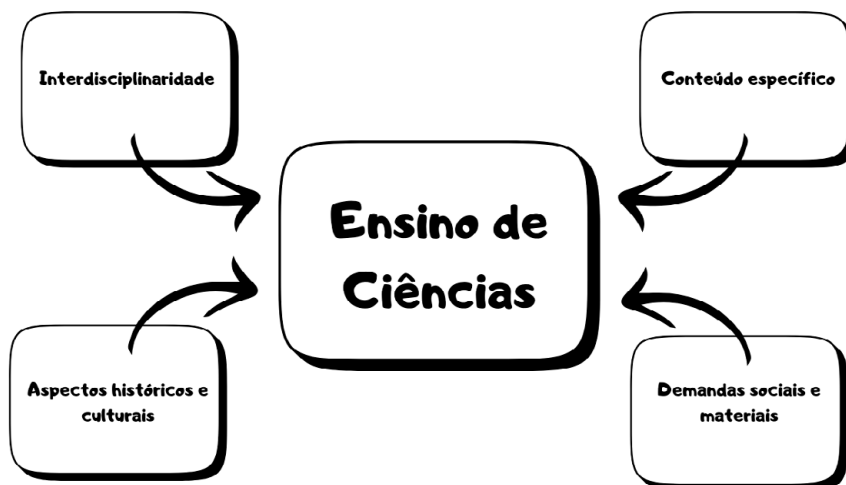 Interdisciplinaridade
Conteúdo específico
Ensino de
Ciências
Aspectos históricos e
culturais
Demandas sociais e
materiais